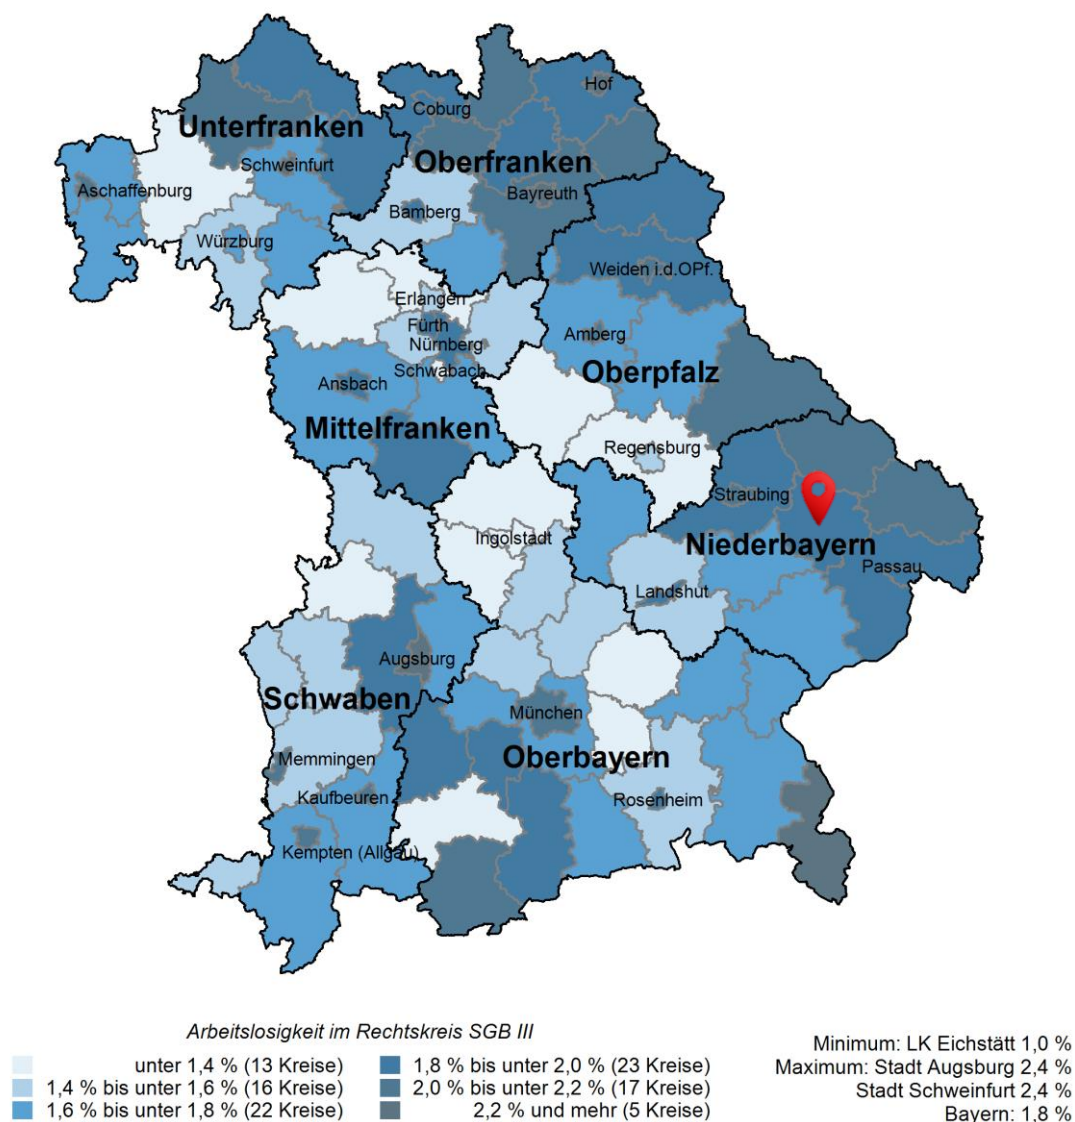 Hof
Coburg
Unterfranken
Oberfranken
Schweinfurt
Aschaffenburg
Bayreuth
Bamberg
Würzburg
Weiden i.d.OPf.
Erlangen
Fürth
Amberg
Nürnberg
Schwabach
Oberpfalz
Ansbach
Mittelfranken
Regensburg
Straubing
Ingolstadt
Niederbayern
Passau
Landshut
Augsburg
Schwaben
München
Oberbayern
Memmingen
Kaufbeuren
Rosenheim
Kempten (Allgäu)
Arbeitslosigkeit im Rechtskreis SGB III
unter 1,4 % (13 Kreise)
1,4 % bis unter 1,6 % (16 Kreise)
1,6 % bis unter 1,8 % (22 Kreise)
1,8 % bis unter 2,0 % (23 Kreise)
2,0 % bis unter 2,2 % (17 Kreise)
2,2 % und mehr (5 Kreise)
Minimum: LK Eichstätt 1,0 %
Maximum: Stadt Augsburg 2,4 %
Stadt Schweinfurt 2,4 %
Bayern: 1,8 %